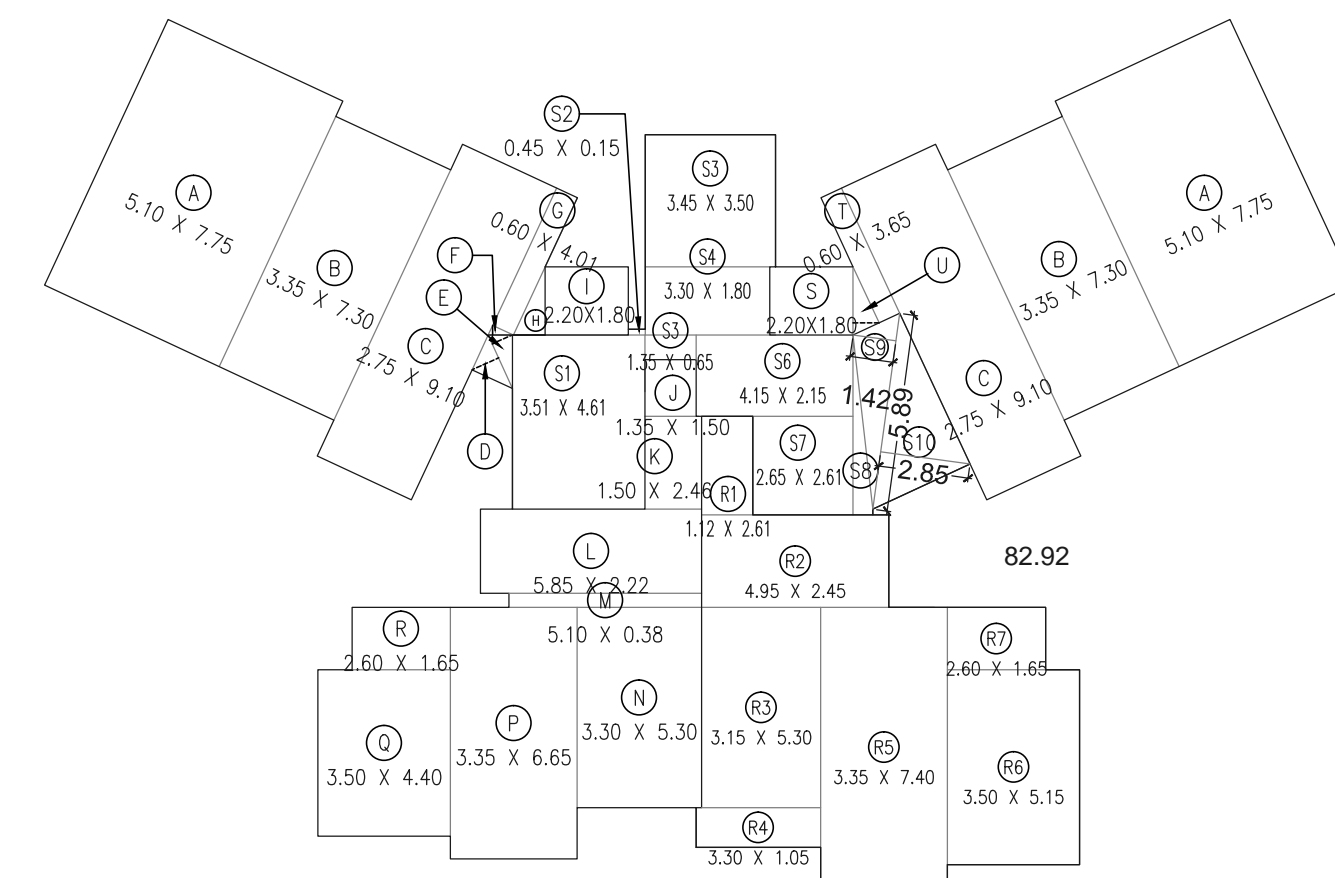 S2
0.45 X 0.15
S3
3.45 X 3.50
A
5.10 X 7.75
B
3.35 X 7.30
C
2.75 X 9.10
F
E
D
G
0.60 X 4.01
H
I
2.20X1.80
S4
3.30 X 1.80
S
2.20X1.80
T
0.60 X 3.65
U
B
3.35 X 7.30
A
5.10 X 7.75
C
2.75 X 9.10
S3
1.35 X 0.65
S1
3.51 X 4.61
J
1.35 X 1.50
K
1.50 X 2.46
S6
4.15 X 2.15
S9
1.42
5.89
S10
2.85
S8
S7
2.65 X 2.61
R1
1.12 X 2.61
L
5.85 X 2.22
M
5.10 X 0.38
R2
4.95 X 2.45
82.92
R
2.60 X 1.65
R7
2.60 X 1.65
Q
3.50 X 4.40
P
3.35 X 6.65
N
3.30 X 5.30
R3
3.15 X 5.30
R5
3.35 X 7.40
R6
3.50 X 5.15
R4
3.30 X 1.05